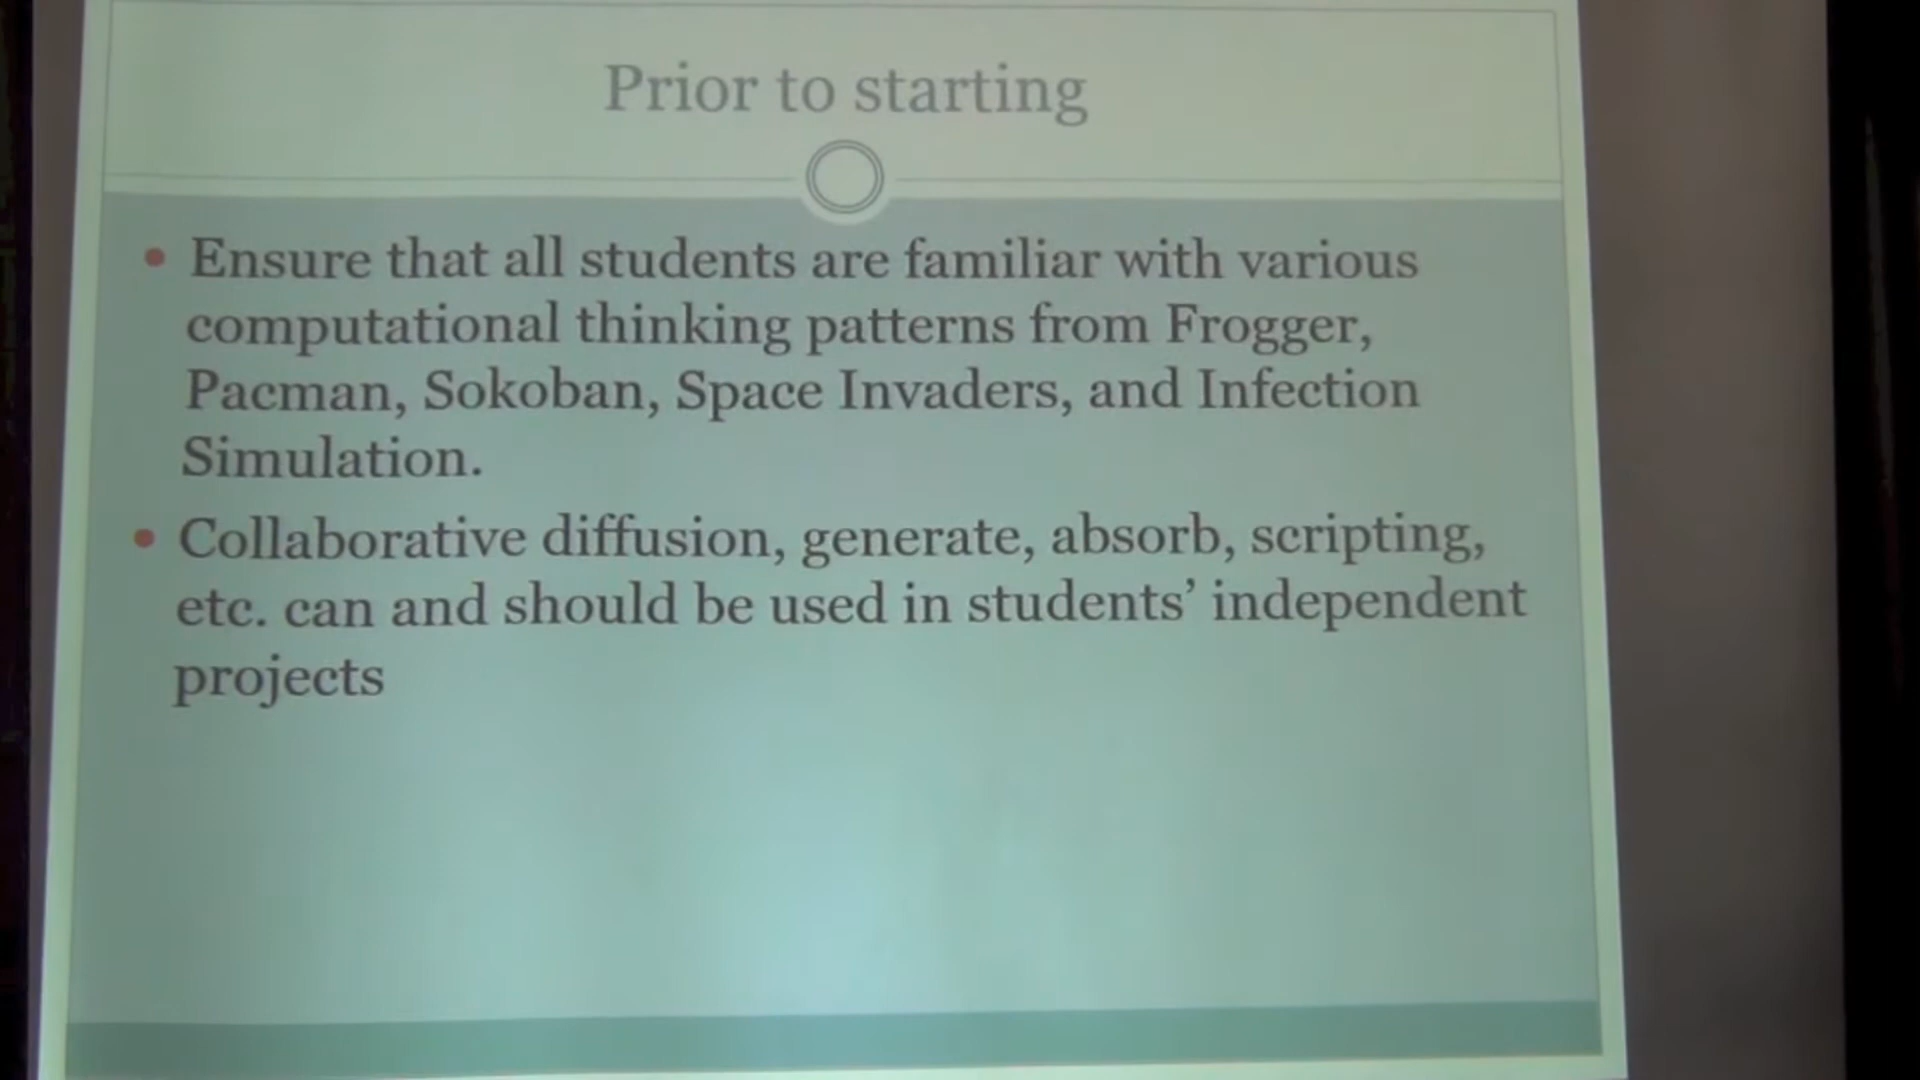 Prior to starting
• Ensure that all students are familiar with various
computational thinking patterns from Frogger,
Pacman, Sokoban, Space Invaders, and Infection
Simulation.
• Collaborative diffusion, generate, absorb, scripting,
etc. can and should be used in students’ independent
projects